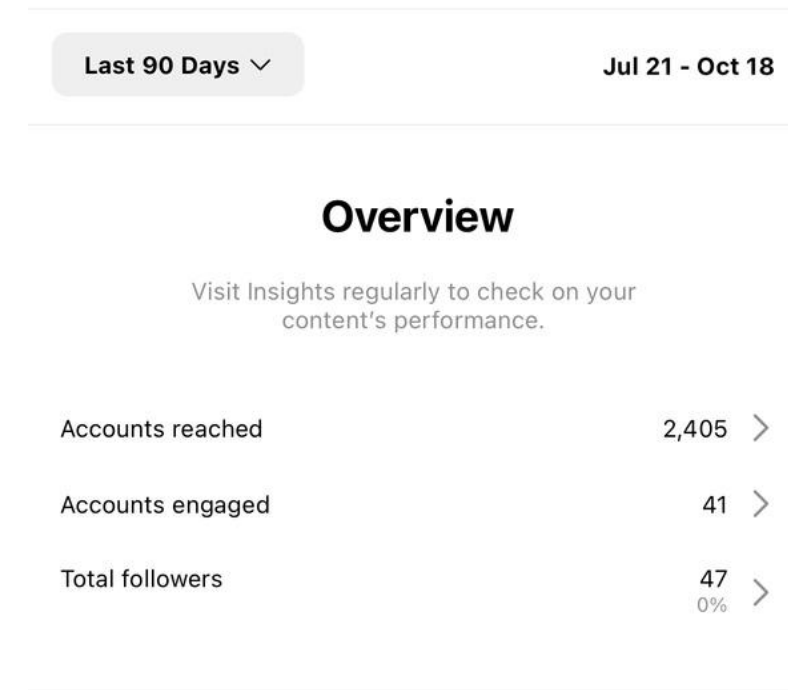 Last 90 Days
Jul 21 - Oct 18
Overview
Visit Insights regularly to check on your
content's performance.
Accounts reached
2,405
Accounts engaged
41
Total followers
47
0%